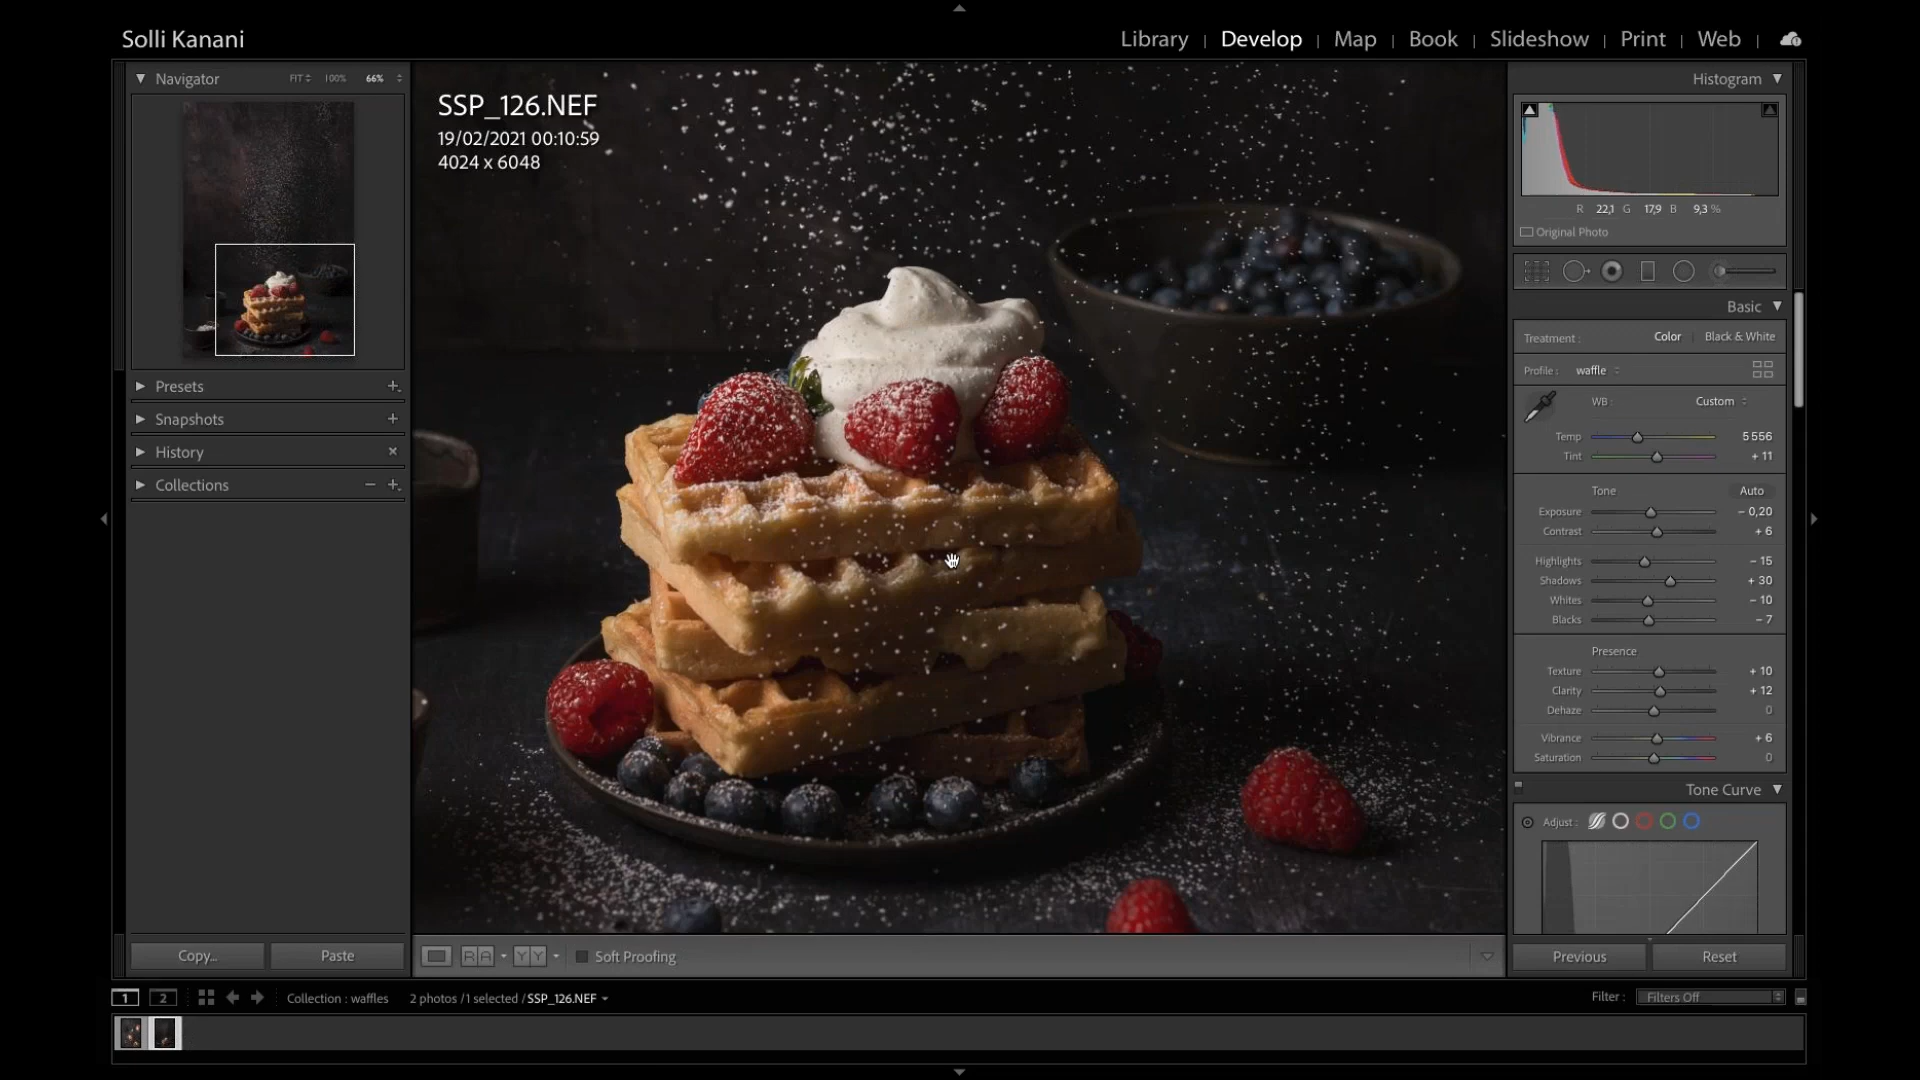 Solli Kanani
Library | Develop | Map | Book | Slideshow | Print | Web |
Navigator FIT 100% 66%
Presets
Snapshots
History
Collections
SSP_126.NEF
19/02/2021 00:10:59
4024 x 6048
Histogram
R 22,1 G 17,9 B 9,3 %
Original Photo
Basic
Treatment : Color | Black & White
Profile : waffle
WB : Custom
Temp 5 556
Tint + 11
Tone Auto
Exposure – 0,20
Contrast + 6
Highlights – 15
Shadows + 30
Whites – 10
Blacks – 7
Presence
Texture + 10
Clarity + 12
Dehaze 0
Vibrance + 6
Saturation 0
Tone Curve
Adjust :
Copy... Paste
R A Y Y Soft Proofing
Previous Reset
1 2 Collection : waffles 2 photos / 1 selected / SSP_126.NEF
Filter : Filters Off